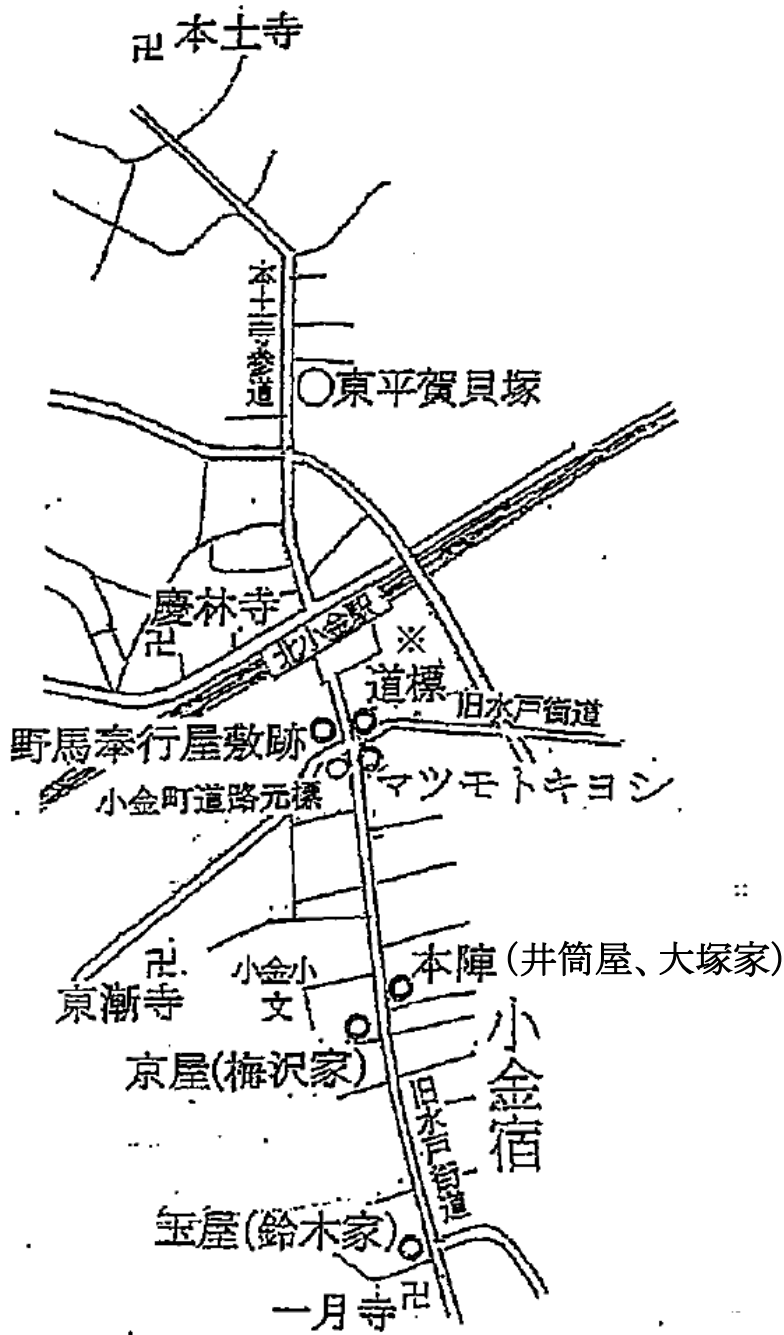 卍 本土寺
本土寺参道
東平賀貝塚
慶林寺
卍
北小金駅
※
道標
旧水戸街道
野馬奉行屋敷跡
小金町道路元標
マツモトキヨシ
卍
東漸寺
小金小
文
本陣(井筒屋、大塚家)
京屋(梅沢家)
小金宿
旧水戸街道
玉屋(鈴木家)
一月寺 卍